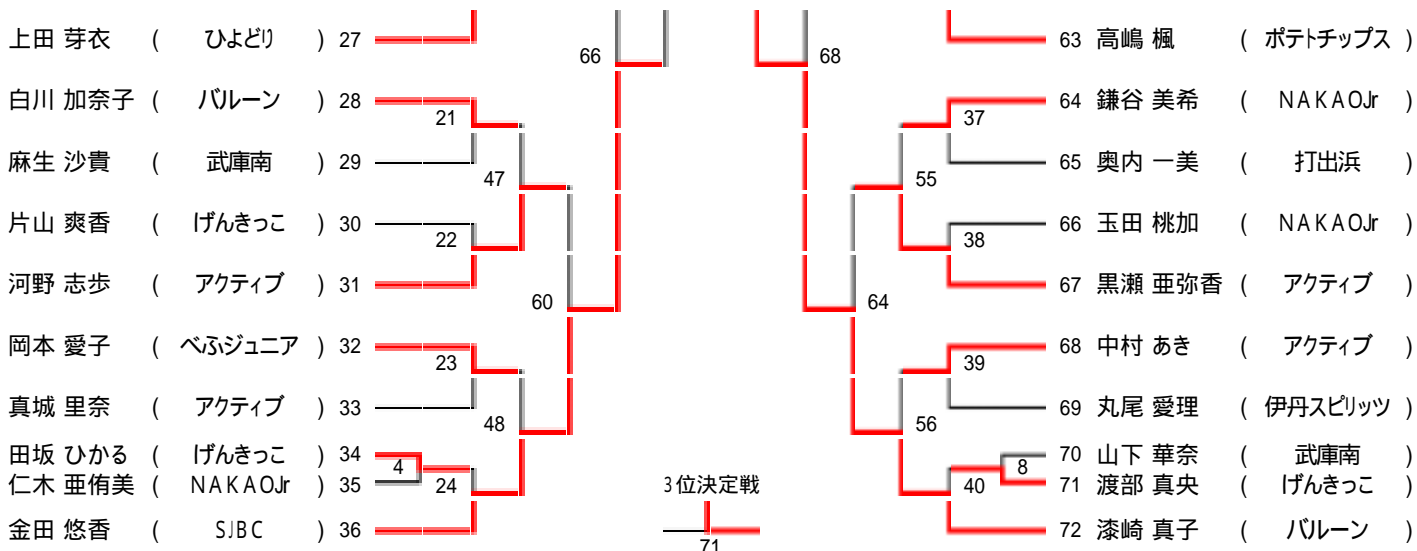 上田 芽衣 ( ひよどり ) 27
白川 加奈子 ( バルーン ) 28
麻生 沙貴 ( 武庫南 ) 29
片山 爽香 ( げんきっこ ) 30
河野 志歩 ( アクティブ ) 31
岡本 愛子 ( べふジュニア ) 32
真城 里奈 ( アクティブ ) 33
田坂 ひかる ( げんきっこ ) 34
仁木 亜侑美 ( NAKAOJr ) 35
金田 悠香 ( SJBC ) 36
21
22
23
4
24
47
48
60
66
3位決定戦
71
68
64
55
56
37
38
39
8
40
63 高嶋 楓 ( ポテトチップス )
64 鎌谷 美希 ( NAKAOJr )
65 奥内 一美 ( 打出浜 )
66 玉田 桃加 ( NAKAOJr )
67 黒瀬 亜弥香 ( アクティブ )
68 中村 あき ( アクティブ )
69 丸尾 愛理 ( 伊丹スピリッツ )
70 山下 華奈 ( 武庫南 )
71 渡部 真央 ( げんきっこ )
72 漆崎 真子 ( バルーン )